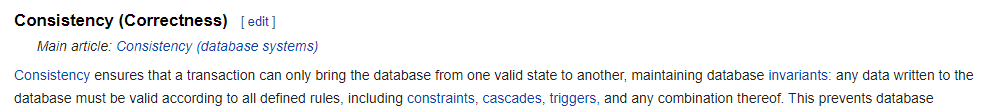 Consistency (Correctness) [ edit ]
Main article: Consistency (database systems)
Consistency ensures that a transaction can only bring the database from one valid state to another, maintaining database invariants: any data written to the
database must be valid according to all defined rules, including constraints, cascades, triggers, and any combination thereof. This prevents database